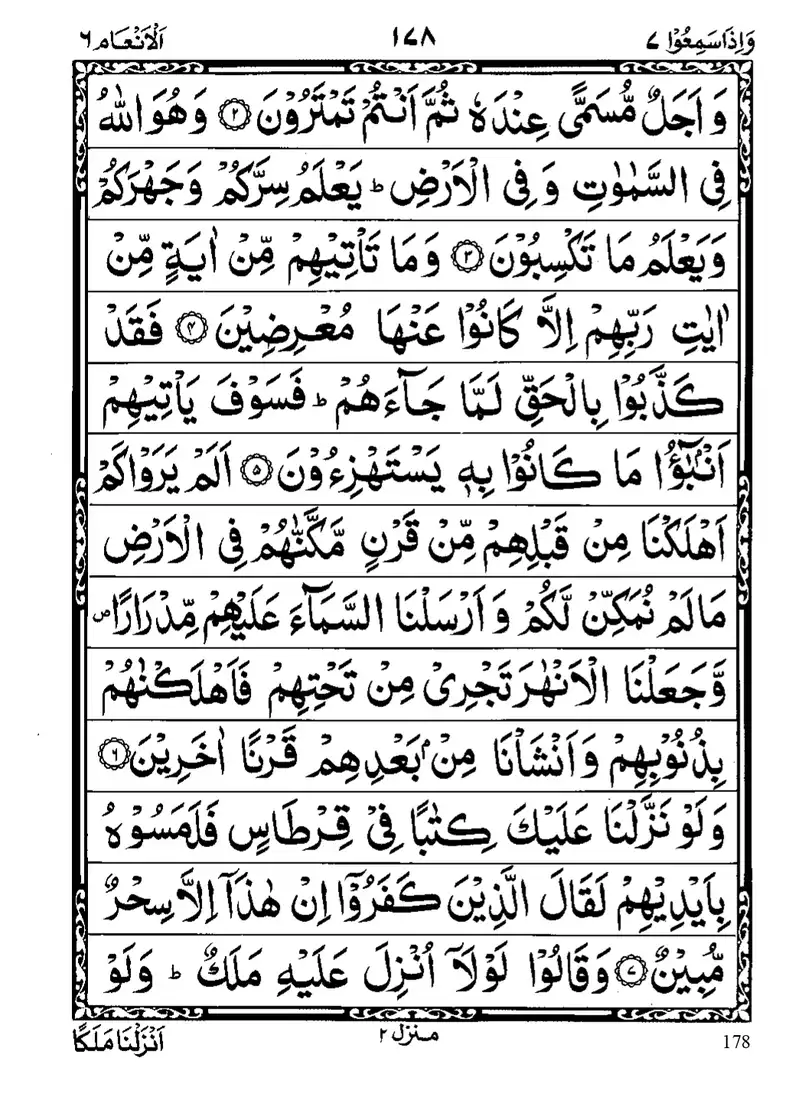 وَاِذَاسَمِعُوْا ۷ ۱۷۸ اَلْاَنْعَام ۶
وَ اَجَلٌ مُّسَمًّی عِنْدَہٗ ثُمَّ اَنْتُمْ تَمْتَرُوْنَ ﴿۲﴾ وَ هُوَ اللّٰهُ
فِی السَّمٰوٰتِ وَ فِی الْاَرْضِ ؕ یَعْلَمُ سِرَّكُمْ وَ جَهْرَكُمْ
وَ یَعْلَمُ مَا تَكْسِبُوْنَ ﴿۳﴾ وَ مَا تَاْتِیْهِمْ مِّنْ اٰیَةٍ مِّنْ
اٰیٰتِ رَبِّهِمْ اِلَّا كَانُوْا عَنْهَا مُعْرِضِیْنَ ﴿۴﴾ فَقَدْ
كَذَّبُوْا بِالْحَقِّ لَمَّا جَآءَهُمْ ؕ فَسَوْفَ یَاْتِیْهِمْ
اَنْۢبٰٓؤُا مَا كَانُوْا بِهٖ یَسْتَهْزِءُوْنَ ﴿۵﴾ اَلَمْ یَرَوْا كَمْ
اَهْلَكْنَا مِنْ قَبْلِهِمْ مِّنْ قَرْنٍ مَّكَّنّٰهُمْ فِی الْاَرْضِ
مَا لَمْ نُمَكِّنْ لَّكُمْ وَ اَرْسَلْنَا السَّمَآءَ عَلَیْهِمْ مِّدْرَارًا ۪
وَّ جَعَلْنَا الْاَنْهٰرَ تَجْرِیْ مِنْ تَحْتِهِمْ فَاَهْلَكْنٰهُمْ
بِذُنُوْبِهِمْ وَ اَنْشَاْنَا مِنْۢ بَعْدِهِمْ قَرْنًا اٰخَرِیْنَ ﴿۶﴾
وَ لَوْ نَزَّلْنَا عَلَیْكَ كِتٰبًا فِیْ قِرْطَاسٍ فَلَمَسُوْهُ
بِاَیْدِیْهِمْ لَقَالَ الَّذِیْنَ كَفَرُوْۤا اِنْ هٰذَاۤ اِلَّا سِحْرٌ
مُّبِیْنٌ ﴿۷﴾ وَ قَالُوْا لَوْلَاۤ اُنْزِلَ عَلَیْهِ مَلَكٌ ؕ وَ لَوْ
منزل ۲
اَنْزَلْنَا مَلَكًا
178